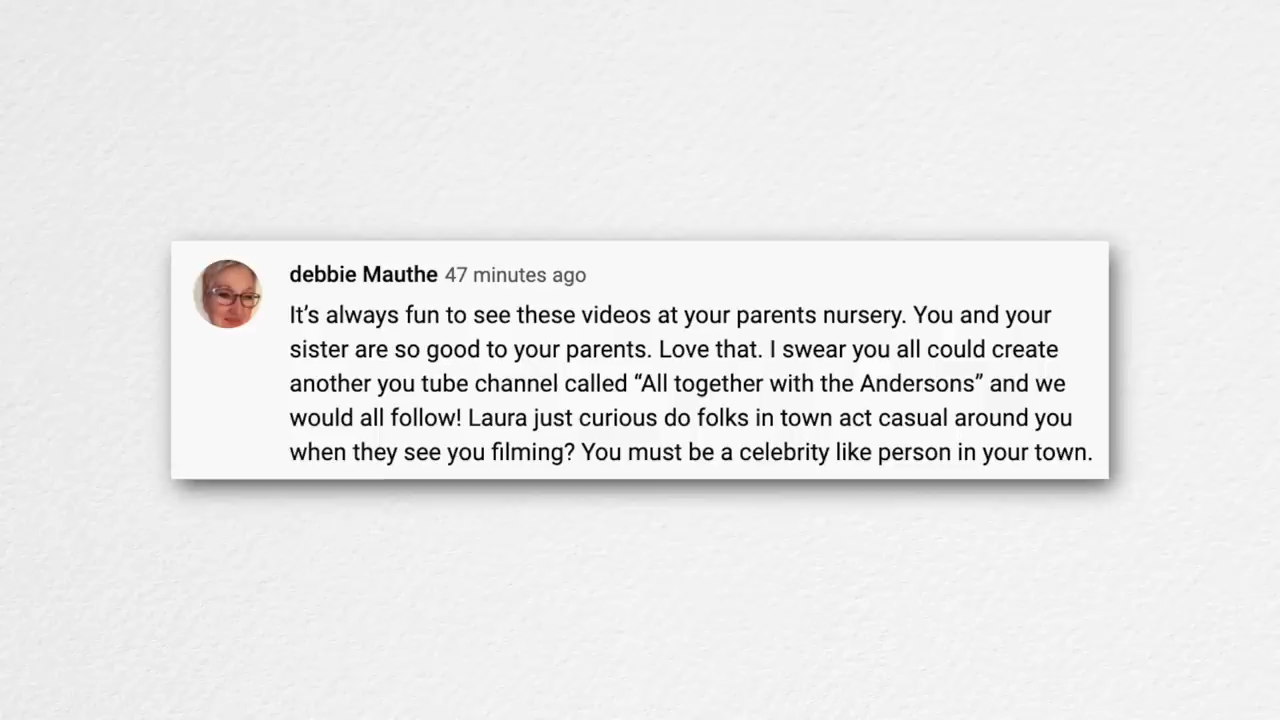 debbie Mauthe 47 minutes ago
It’s always fun to see these videos at your parents nursery. You and your
sister are so good to your parents. Love that. I swear you all could create
another you tube channel called “All together with the Andersons” and we
would all follow! Laura just curious do folks in town act casual around you
when they see you filming? You must be a celebrity like person in your town.